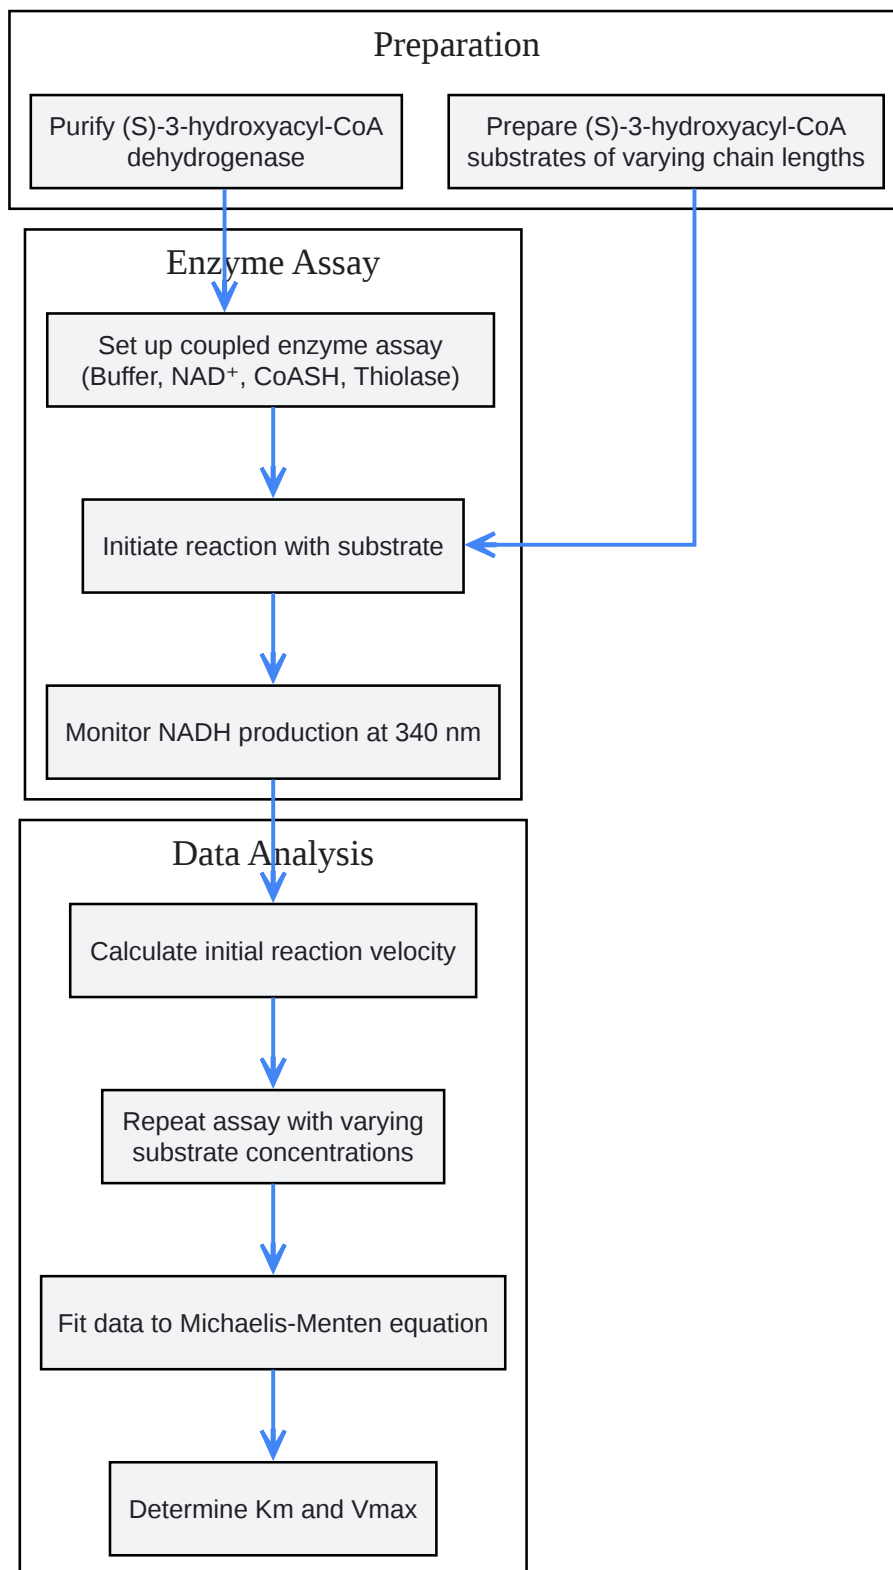 Preparation
Purify (S)-3-hydroxyacyl-CoA
dehydrogenase
Prepare (S)-3-hydroxyacyl-CoA
substrates of varying chain lengths
Enzyme Assay
Set up coupled enzyme assay
(Buffer, NAD⁺, CoASH, Thiolase)
Initiate reaction with substrate
Monitor NADH production at 340 nm
Data Analysis
Calculate initial reaction velocity
Repeat assay with varying
substrate concentrations
Fit data to Michaelis-Menten equation
Determine Km and Vmax